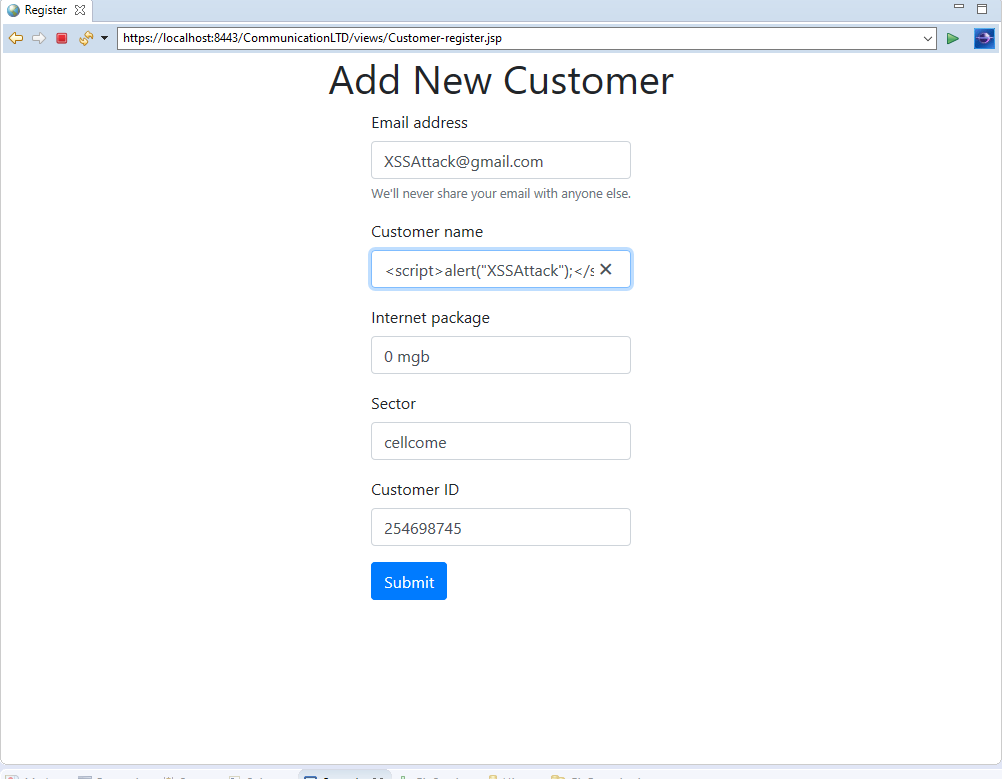 Register
https://localhost:8443/CommunicationLTD/views/Customer-register.jsp
Add New Customer
Email address
XSSAttack@gmail.com
We'll never share your email with anyone else.
Customer name
<script>alert("XSSAttack");</s
Internet package
0 mgb
Sector
cellcome
Customer ID
254698745
Submit